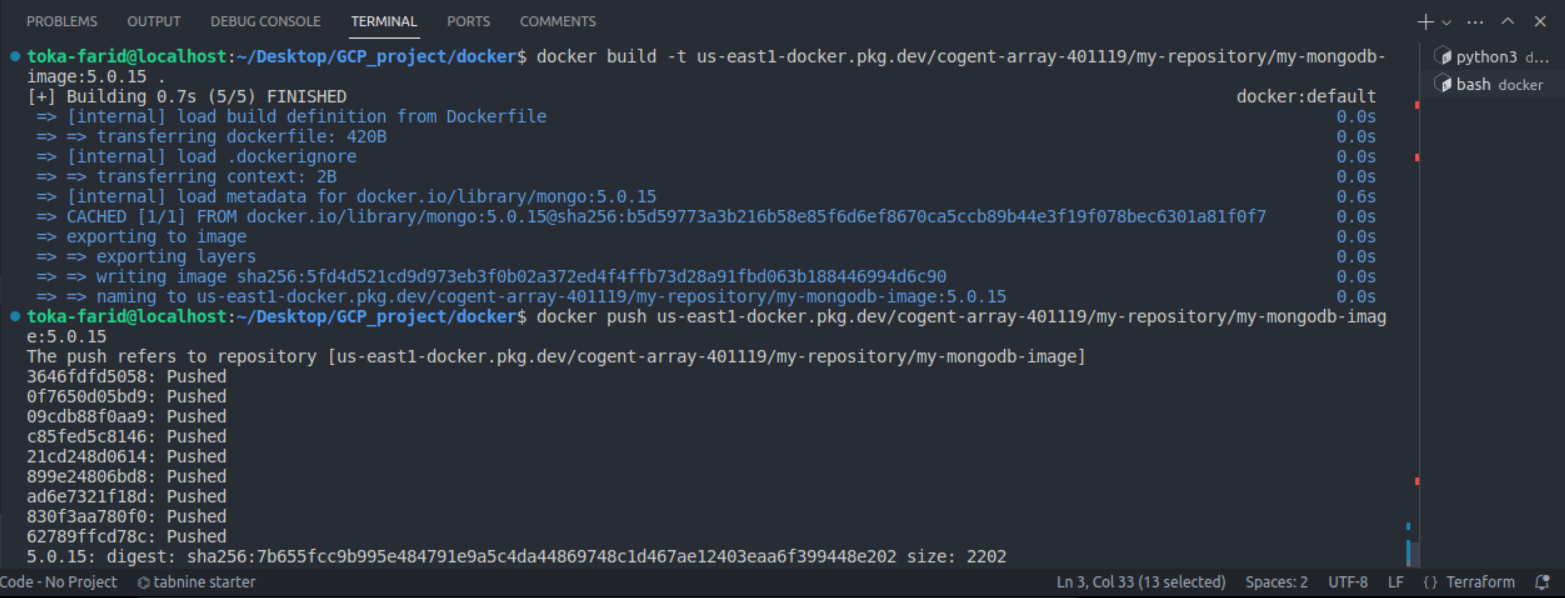 PROBLEMS OUTPUT DEBUG CONSOLE TERMINAL PORTS COMMENTS
toka-farid@localhost:~/Desktop/GCP_project/docker$ docker build -t us-east1-docker.pkg.dev/cogent-array-401119/my-repository/my-mongodb-
image:5.0.15 .
[+] Building 0.7s (5/5) FINISHED docker:default
=> [internal] load build definition from Dockerfile 0.0s
=> => transferring dockerfile: 420B 0.0s
=> [internal] load .dockerignore 0.0s
=> => transferring context: 2B 0.0s
=> [internal] load metadata for docker.io/library/mongo:5.0.15 0.6s
=> CACHED [1/1] FROM docker.io/library/mongo:5.0.15@sha256:b5d59773a3b216b58e85f6d6ef8670ca5ccb89b44e3f19f078bec6301a81f0f7 0.0s
=> exporting to image 0.0s
=> => exporting layers 0.0s
=> => writing image sha256:5fd4d521cd9d973eb3f0b02a372ed4f4ffb73d28a91fbd063b188446994d6c90 0.0s
=> => naming to us-east1-docker.pkg.dev/cogent-array-401119/my-repository/my-mongodb-image:5.0.15 0.0s
toka-farid@localhost:~/Desktop/GCP_project/docker$ docker push us-east1-docker.pkg.dev/cogent-array-401119/my-repository/my-mongodb-imag
e:5.0.15
The push refers to repository [us-east1-docker.pkg.dev/cogent-array-401119/my-repository/my-mongodb-image]
3646fdfd5058: Pushed
0f7650d05bd9: Pushed
09cdb88f0aa9: Pushed
c85fed5c8146: Pushed
21cd248d0614: Pushed
899e24806bd8: Pushed
ad6e7321f18d: Pushed
830f3aa780f0: Pushed
62789ffcd78c: Pushed
5.0.15: digest: sha256:7b655fcc9b995e484791e9a5c4da44869748c1d467ae12403eaa6f399448e202 size: 2202
python3 d...
bash docker
Code - No Project tabnine starter Ln 3, Col 33 (13 selected) Spaces: 2 UTF-8 LF {} Terraform